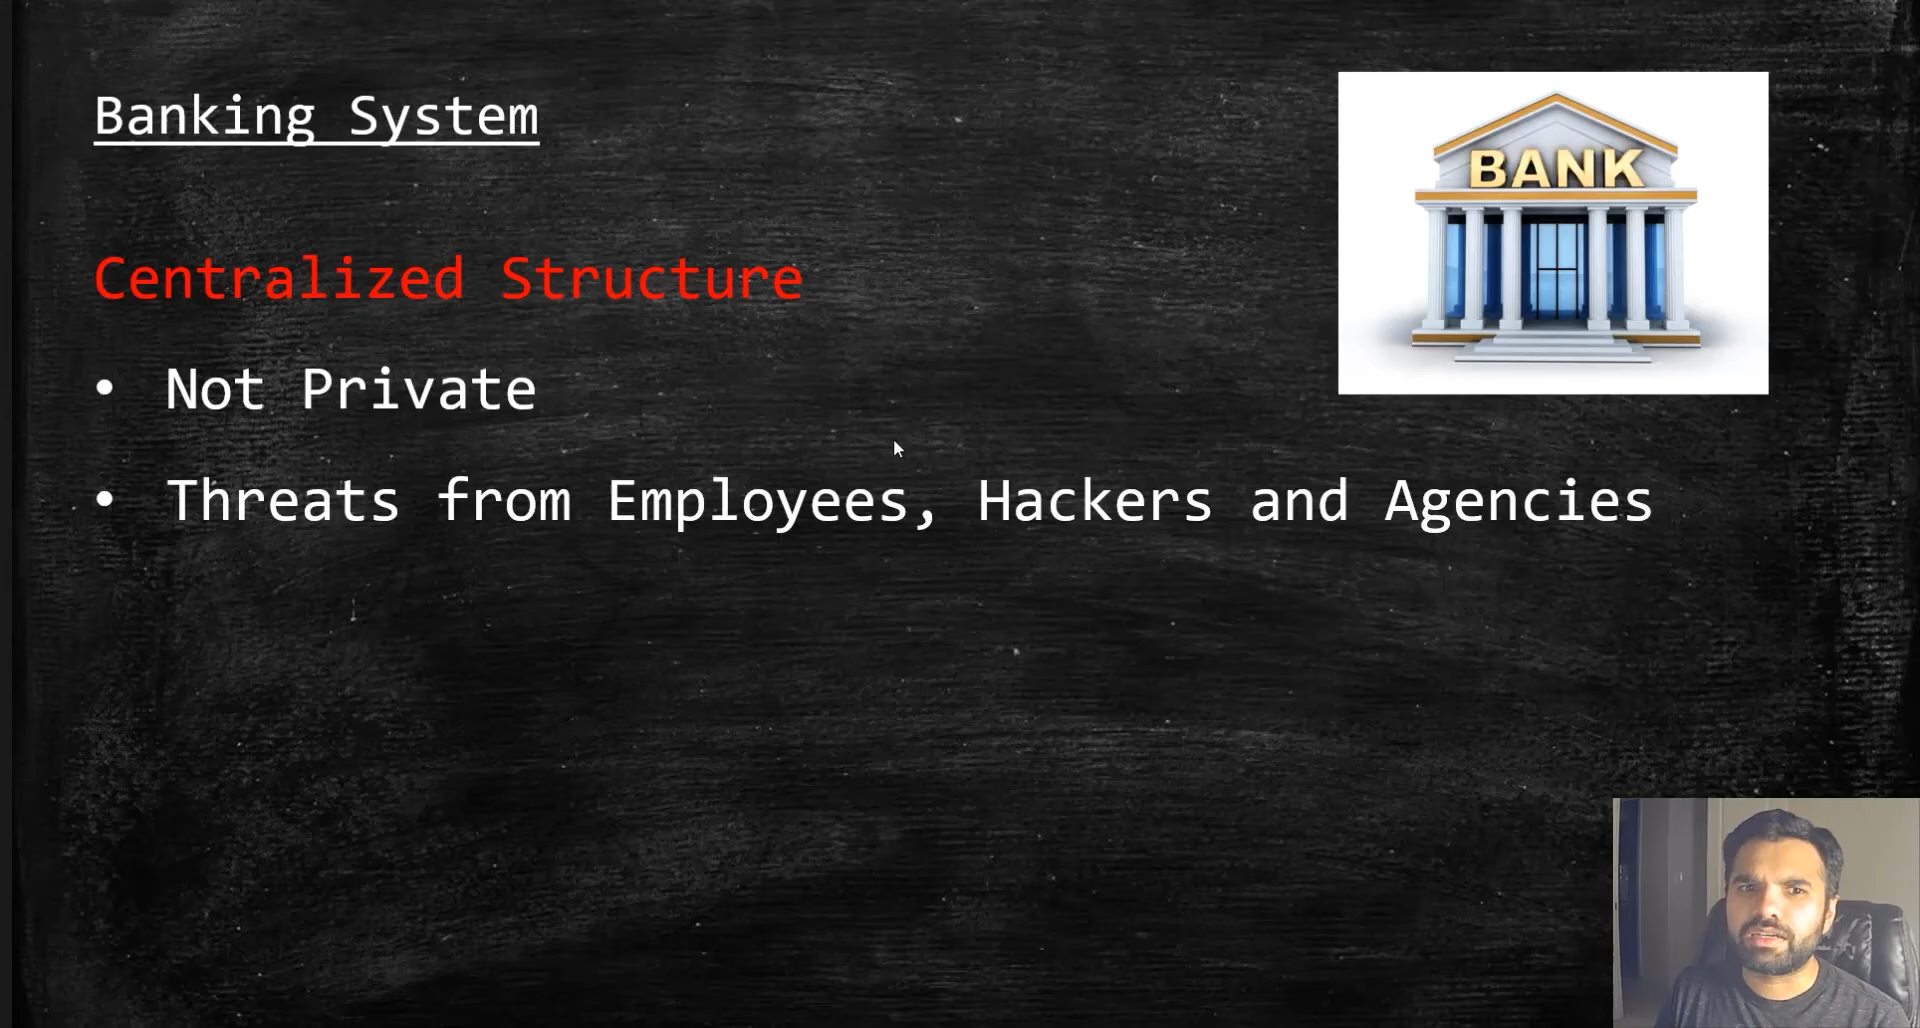 Banking System
BANK
Centralized Structure
• Not Private
• Threats from Employees, Hackers and Agencies